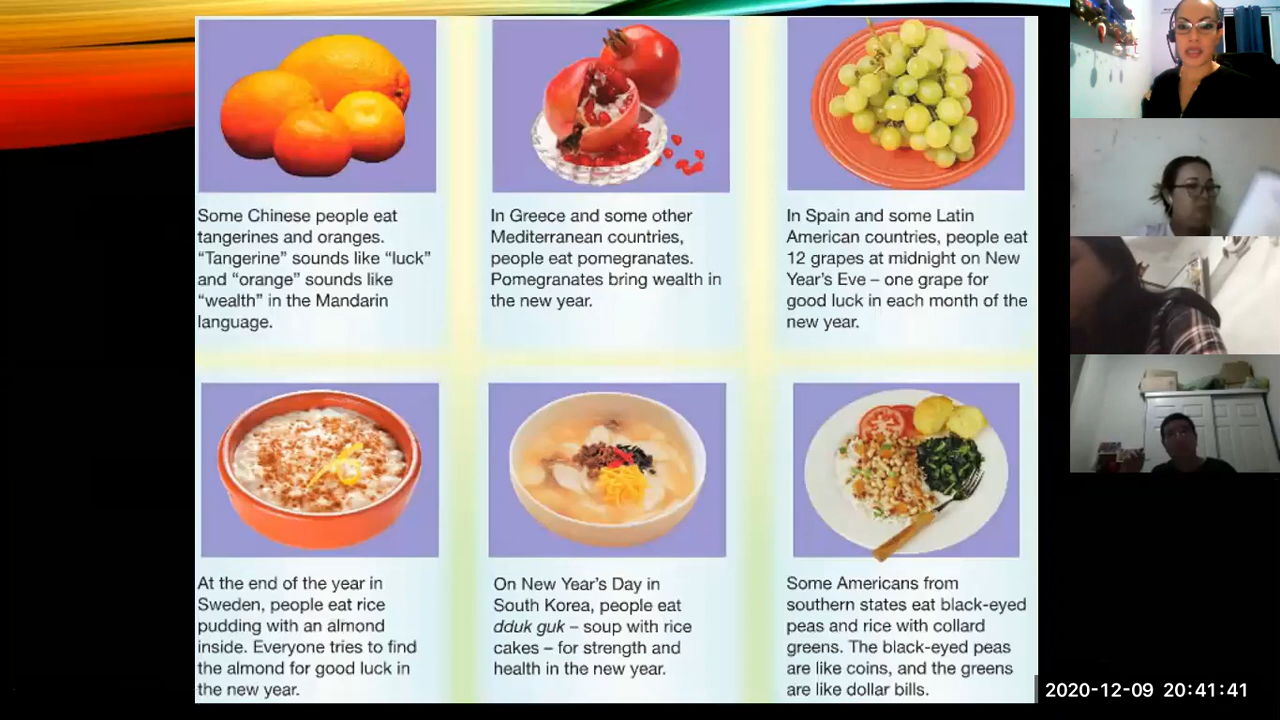 Some Chinese people eat
tangerines and oranges.
“Tangerine” sounds like “luck”
and “orange” sounds like
“wealth” in the Mandarin
language.
In Greece and some other
Mediterranean countries,
people eat pomegranates.
Pomegranates bring wealth in
the new year.
In Spain and some Latin
American countries, people eat
12 grapes at midnight on New
Year’s Eve – one grape for
good luck in each month of the
new year.
At the end of the year in
Sweden, people eat rice
pudding with an almond
inside. Everyone tries to find
the almond for good luck in
the new year.
On New Year’s Day in
South Korea, people eat
dduk guk – soup with rice
cakes – for strength and
health in the new year.
Some Americans from
southern states eat black-eyed
peas and rice with collard
greens. The black-eyed peas
are like coins, and the greens
are like dollar bills.
2020-12-09 20:41:41